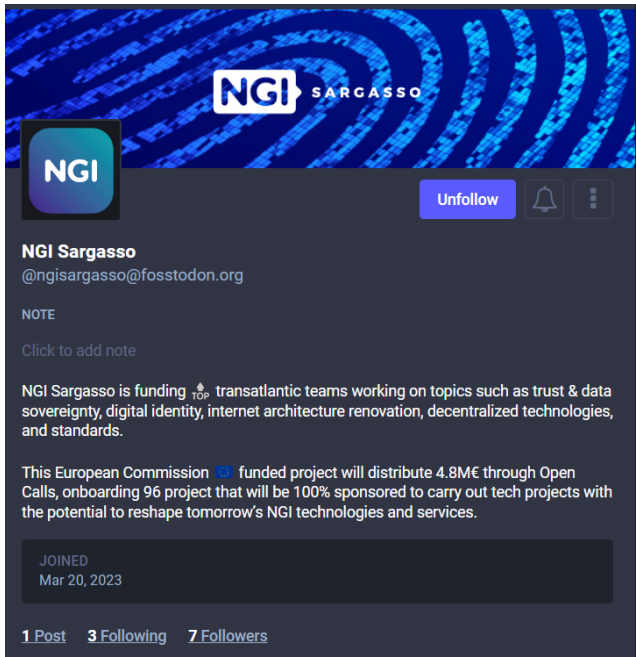 NGI SARGASSO
NGI
Unfollow
NGI Sargasso
@ngisargasso@fosstodon.org
NOTE
Click to add note
NGI Sargasso is funding 🔝 transatlantic teams working on topics such as trust & data
sovereignty, digital identity, internet architecture renovation, decentralized technologies,
and standards.
This European Commission 🇪🇺 funded project will distribute 4.8M€ through Open
Calls, onboarding 96 project that will be 100% sponsored to carry out tech projects with
the potential to reshape tomorrow’s NGI technologies and services.
JOINED
Mar 20, 2023
1 Post 3 Following 7 Followers